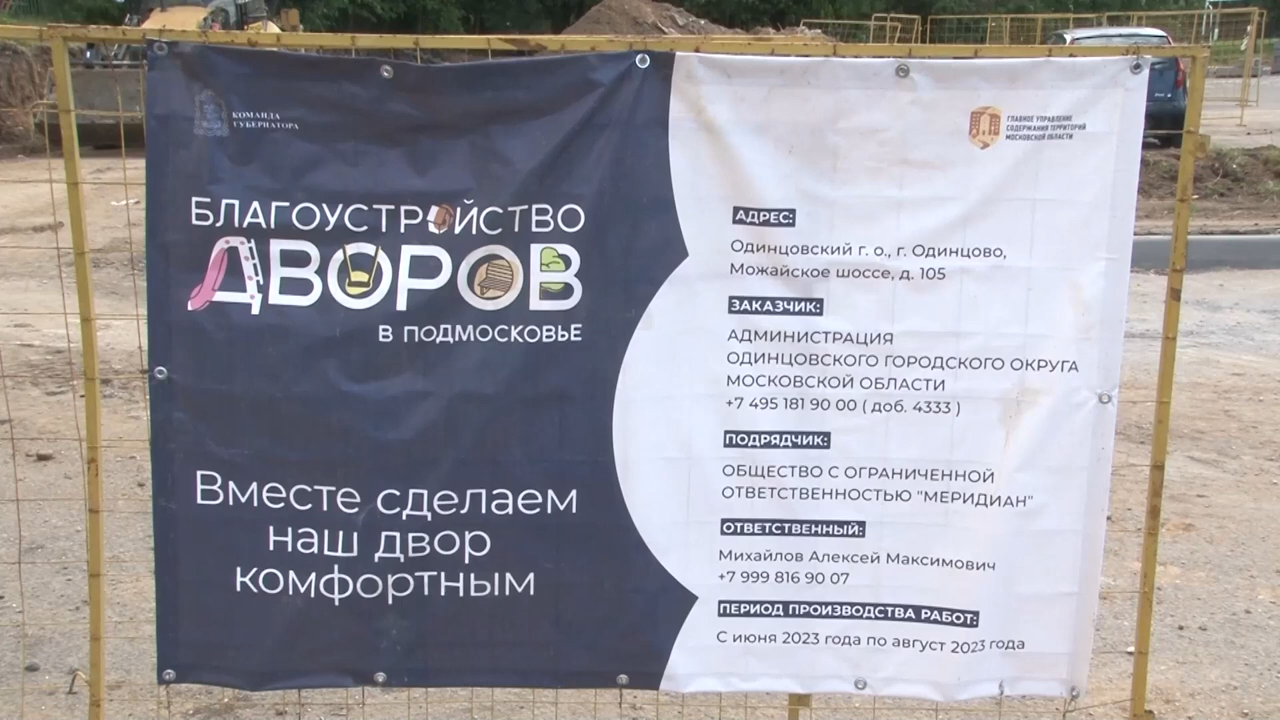 КОМАНДА
ГУБЕРНАТОРА
БЛАГОУСТРОЙСТВО
ДВОРОВ
В ПОДМОСКОВЬЕ
Вместе сделаем
наш двор
комфортным
ГЛАВНОЕ УПРАВЛЕНИЕ
СОДЕРЖАНИЯ ТЕРРИТОРИЙ
МОСКОВСКОЙ ОБЛАСТИ
АДРЕС:
Одинцовский г. о., г. Одинцово,
Можайское шоссе, д. 105
ЗАКАЗЧИК:
АДМИНИСТРАЦИЯ
ОДИНЦОВСКОГО ГОРОДСКОГО ОКРУГА
МОСКОВСКОЙ ОБЛАСТИ
+7 495 181 90 00 ( доб. 4333 )
ПОДРЯДЧИК:
ОБЩЕСТВО С ОГРАНИЧЕННОЙ
ОТВЕТСТВЕННОСТЬЮ "МЕРИДИАН"
ОТВЕТСТВЕННЫЙ:
Михайлов Алексей Максимович
+7 999 816 90 07
ПЕРИОД ПРОИЗВОДСТВА РАБОТ:
С июня 2023 года по август 2023 года